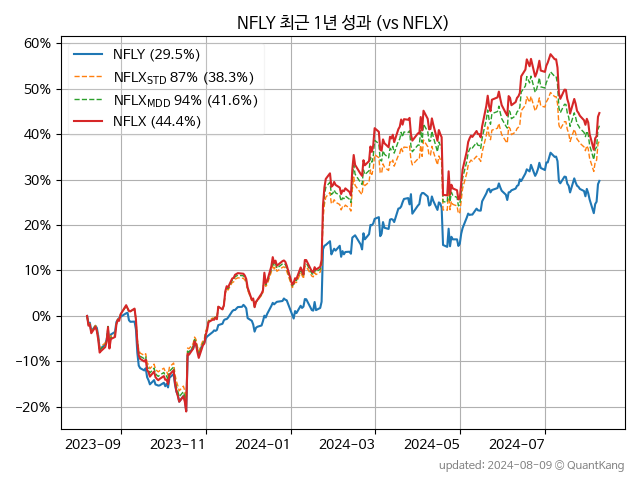 NFLY 최근 1년 성과 (vs NFLX)
60%
50%
40%
30%
20%
10%
0%
−10%
−20%
NFLY (29.5%)
NFLX_STD 87% (38.3%)
NFLX_MDD 94% (41.6%)
NFLX (44.4%)
2023-09 2023-11 2024-01 2024-03 2024-05 2024-07
updated: 2024-08-09 © QuantKang